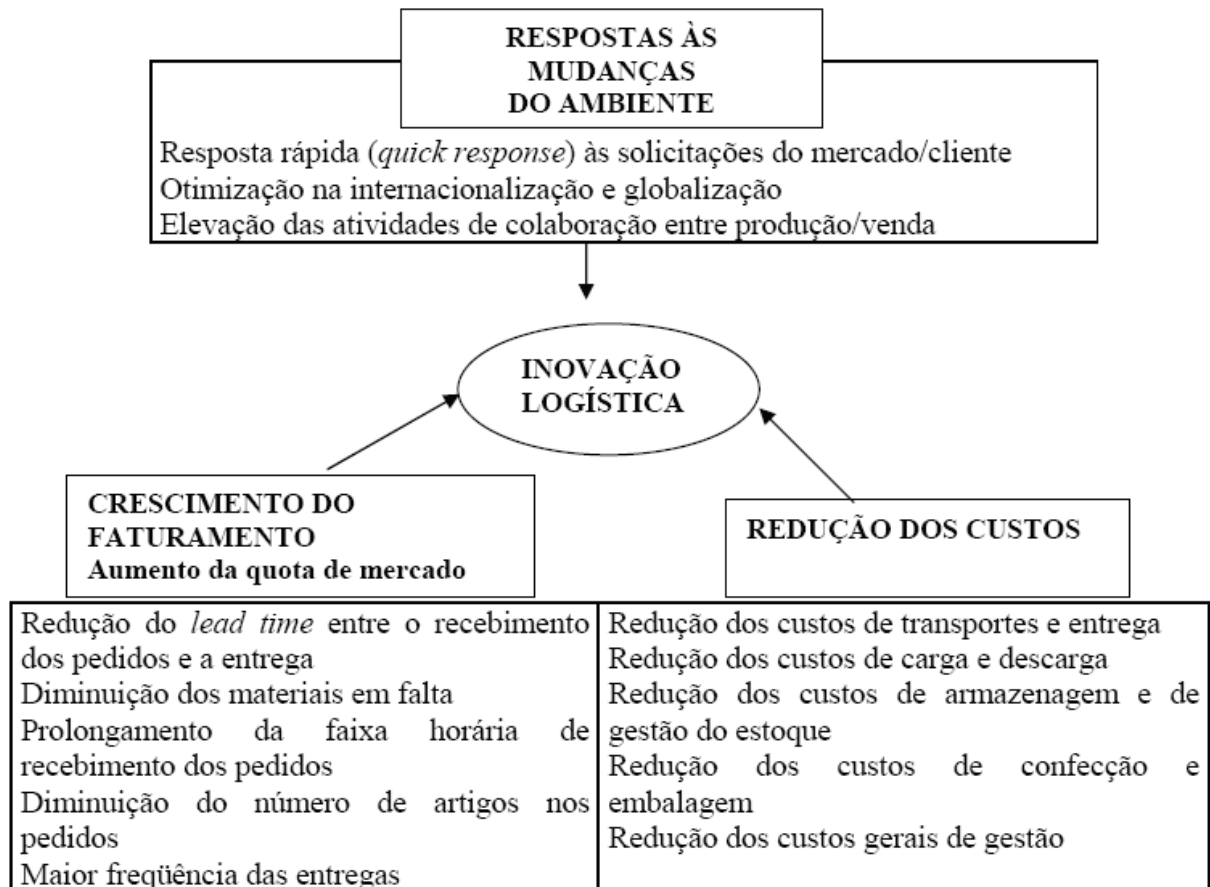 RESPOSTAS ÀS
MUDANÇAS
DO AMBIENTE
Resposta rápida (quick response) às solicitações do mercado/cliente
Otimização na internacionalização e globalização
Elevação das atividades de colaboração entre produção/venda
INOVAÇÃO
LOGÍSTICA
CRESCIMENTO DO
FATURAMENTO
Aumento da quota de mercado
REDUÇÃO DOS CUSTOS
Redução do lead time entre o recebimento
dos pedidos e a entrega
Diminuição dos materiais em falta
Prolongamento da faixa horária de
recebimento dos pedidos
Diminuição do número de artigos nos
pedidos
Maior freqüência das entregas
Redução dos custos de transportes e entrega
Redução dos custos de carga e descarga
Redução dos custos de armazenagem e de
gestão do estoque
Redução dos custos de confecção e
embalagem
Redução dos custos gerais de gestão